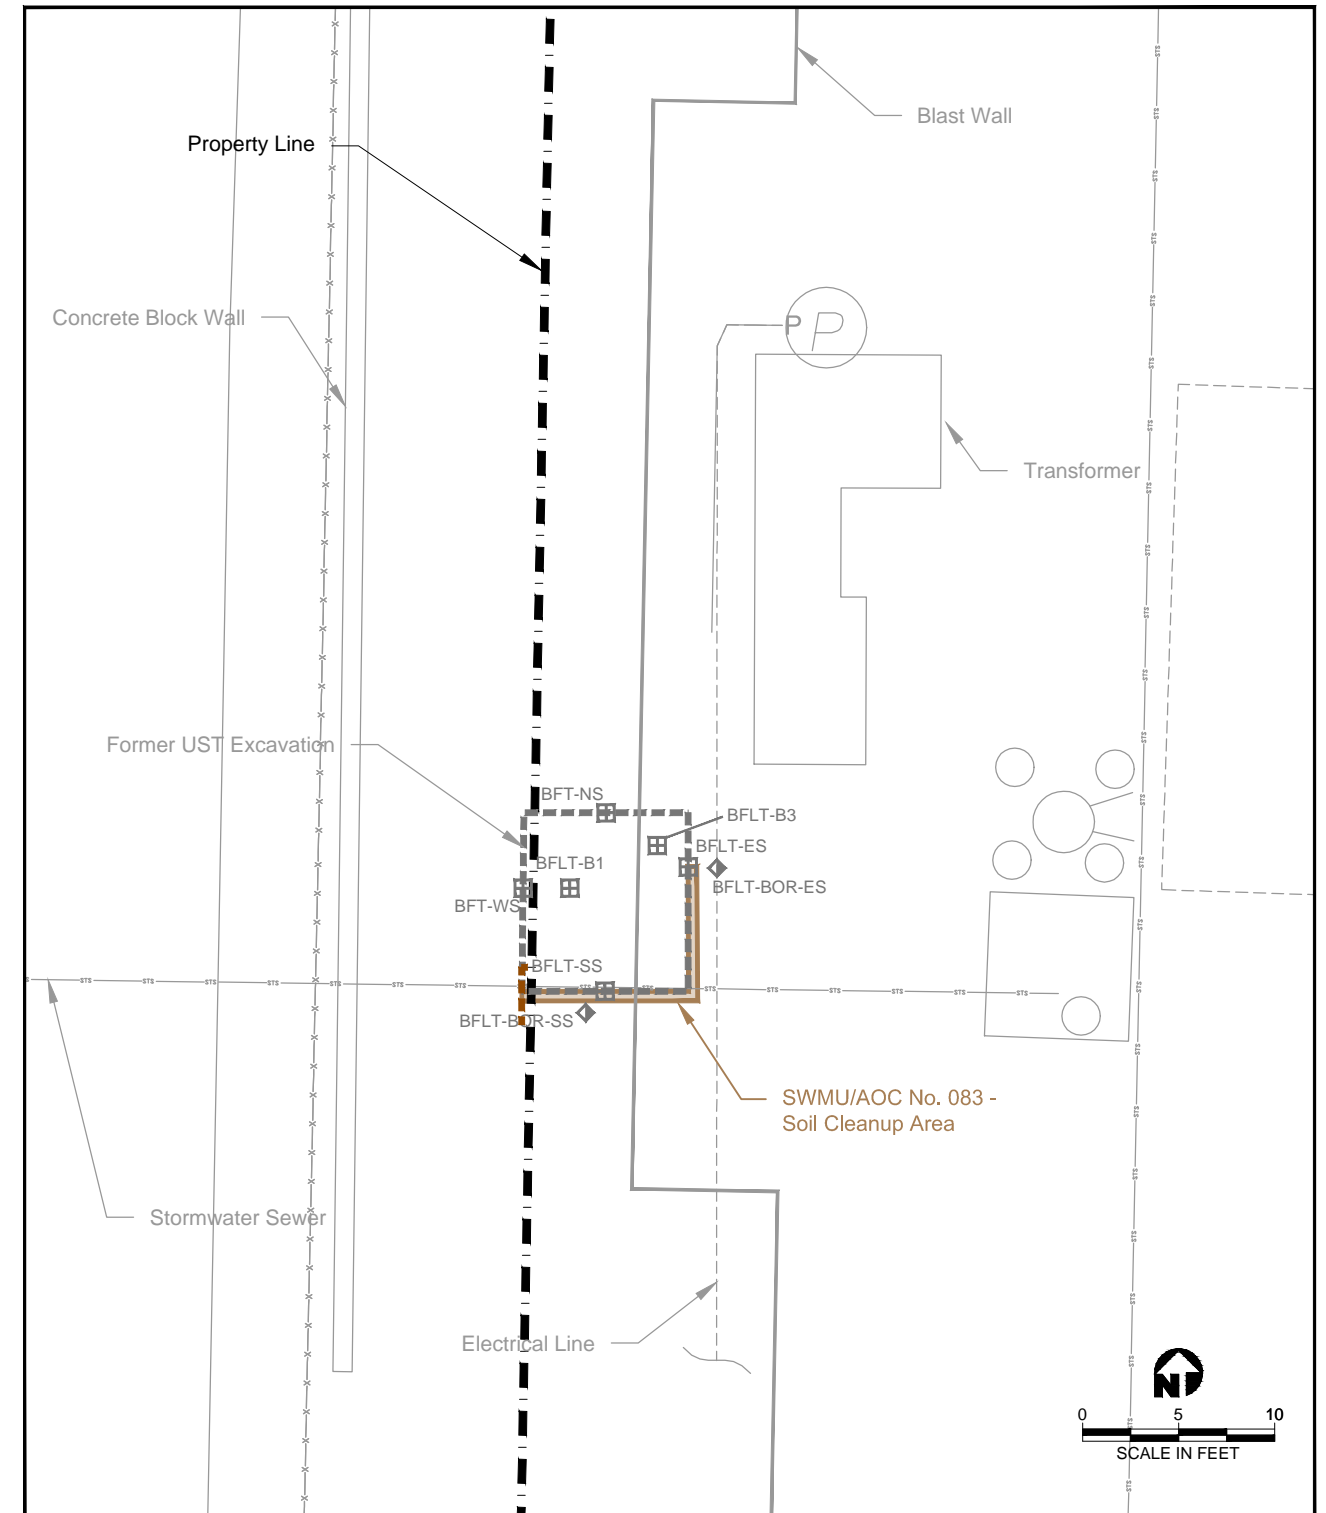 Blast Wall
Property Line
Concrete Block Wall
P
P
Transformer
Former UST Excavation
BFT-NS
BFLT-B3
BFLT-ES
BFLT-B1
BFLT-BOR-ES
BFT-WS
BFLT-SS
BFLT-BOR-SS
SWMU/AOC No. 083 -
Soil Cleanup Area
Stormwater Sewer
Electrical Line
N
0 5 10
SCALE IN FEET
STS